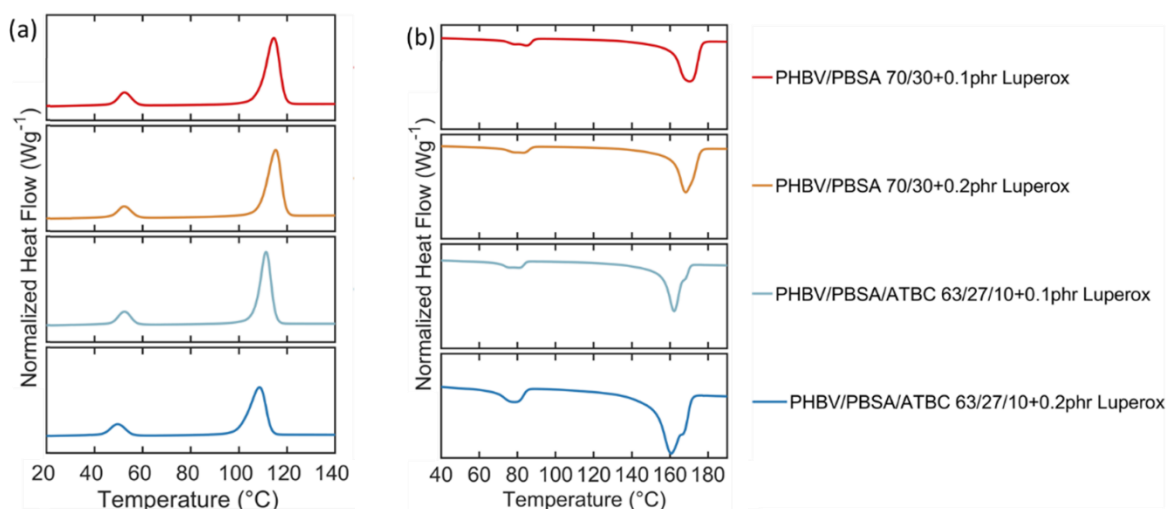 (a)
Normalized Heat Flow (Wg⁻¹)
20 40 60 80 100 120 140
Temperature (°C)
(b)
Normalized Heat Flow (Wg⁻¹)
40 60 80 100 120 140 160 180
Temperature (°C)
PHBV/PBSA 70/30+0.1phr Luperox
PHBV/PBSA 70/30+0.2phr Luperox
PHBV/PBSA/ATBC 63/27/10+0.1phr Luperox
PHBV/PBSA/ATBC 63/27/10+0.2phr Luperox